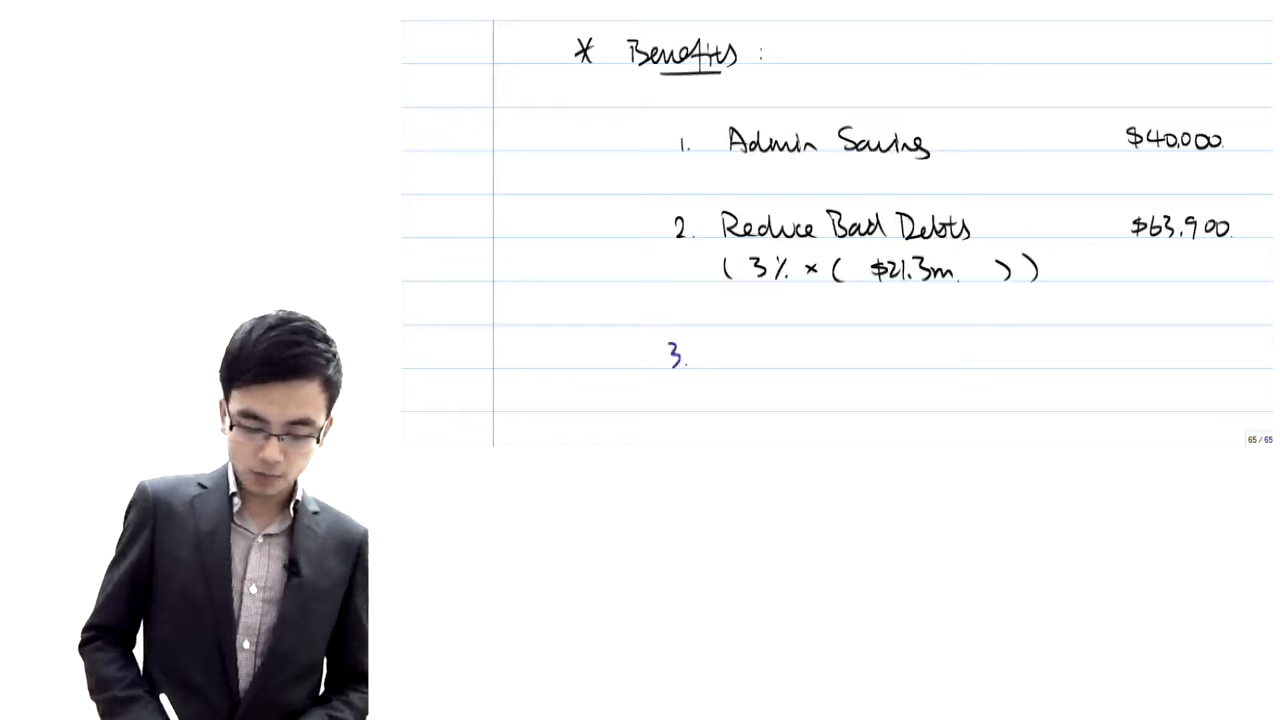 * Benefits :
1. Admin Saving $40,000.
2. Reduce Bad Debts $63,900.
( 3% × ( $21.3m. ) )
3.
65 / 65